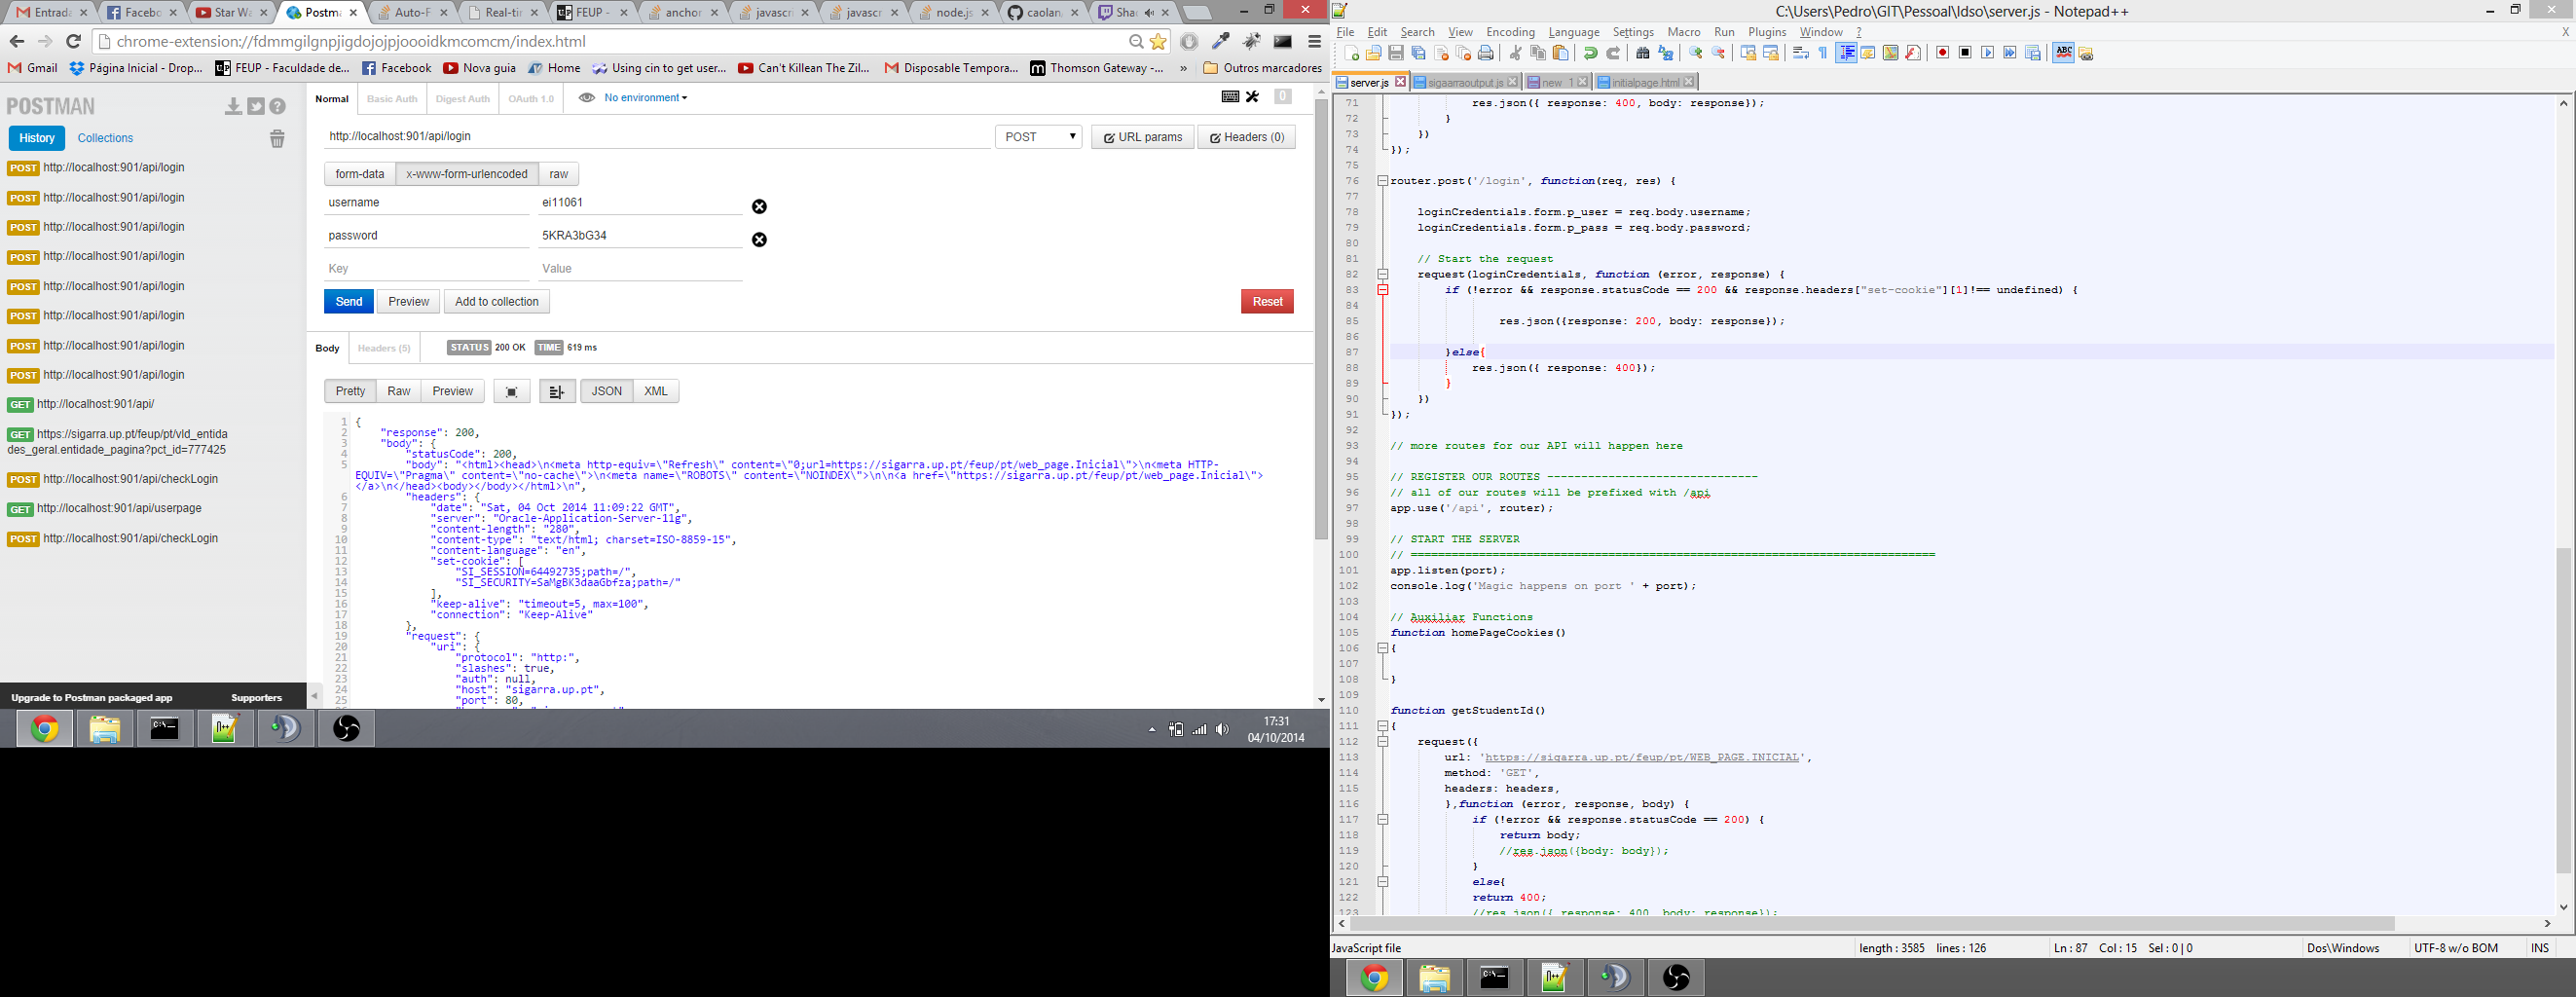 Entrada
Facebo
Star Wa
Postma
Auto-F
Real-tir
FEUP -
anchor
javascri
javascr
node.js
caolan
Sha
chrome-extension://fdmmgilgnpjigdojojpjoooidkmcomcm/index.html
Gmail
Página Inicial - Drop...
FEUP - Faculdade de...
Facebook
Nova guia
Home
Using cin to get user...
Can't Killean The Zil...
Disposable Tempora...
Thomson Gateway -...
»
Outros marcadores
POSTMAN
History
Collections
POST http://localhost:901/api/login
POST http://localhost:901/api/login
POST http://localhost:901/api/login
POST http://localhost:901/api/login
POST http://localhost:901/api/login
POST http://localhost:901/api/login
POST http://localhost:901/api/login
POST http://localhost:901/api/login
GET http://localhost:901/api/
GET https://sigarra.up.pt/feup/pt/vld_entida
des_geral.entidade_pagina?pct_id=777425
POST http://localhost:901/api/checkLogin
GET http://localhost:901/api/userpage
POST http://localhost:901/api/checkLogin
Upgrade to Postman packaged app
Supporters
Normal
Basic Auth
Digest Auth
OAuth 1.0
No environment
0
http://localhost:901/api/login
POST
URL params
Headers (0)
form-data
x-www-form-urlencoded
raw
username
ei11061
password
5KRA3bG34
Key
Value
Send
Preview
Add to collection
Reset
Body
Headers (5)
STATUS 200 OK TIME 619 ms
Pretty
Raw
Preview
JSON
XML
1 {
2 "response": 200,
3 "body": {
4 "statusCode": 200,
5 "body": "<html><head>\n<meta http-equiv=\"Refresh\" content=\"0;url=https://sigarra.up.pt/feup/pt/web_page.Inicial\">\n<meta HTTP-
EQUIV=\"Pragma\" content=\"no-cache\">\n<meta name=\"ROBOTS\" content=\"NOINDEX\">\n\n<a href=\"https://sigarra.up.pt/feup/pt/web_page.Inicial\">
</a>\n</head><body></body></html>\n",
6 "headers": {
7 "date": "Sat, 04 Oct 2014 11:09:22 GMT",
8 "server": "Oracle-Application-Server-11g",
9 "content-length": "280",
10 "content-type": "text/html; charset=ISO-8859-15",
11 "content-language": "en",
12 "set-cookie": [
13 "SI_SESSION=64492735;path=/",
14 "SI_SECURITY=SaMgBK3daaGbfza;path=/"
15 ],
16 "keep-alive": "timeout=5, max=100",
17 "connection": "Keep-Alive"
18 },
19 "request": {
20 "uri": {
21 "protocol": "http:",
22 "slashes": true,
23 "auth": null,
24 "host": "sigarra.up.pt",
25 "port": 80,
17:31
04/10/2014
C:\Users\Pedro\GIT\Pessoal\ldso\server.js - Notepad++
File Edit Search View Encoding Language Settings Macro Run Plugins Window ?
X
server.js
sigaarraoutput.js
new 1
initialpage.html
71 res.json({ response: 400, body: response});
72 }
73 })
74 });
75
76 router.post('/login', function(req, res) {
77
78 loginCredentials.form.p_user = req.body.username;
79 loginCredentials.form.p_pass = req.body.password;
80
81 // Start the request
82 request(loginCredentials, function (error, response) {
83 if (!error && response.statusCode == 200 && response.headers["set-cookie"][1]!== undefined) {
84
85 res.json({response: 200, body: response});
86
87 }else{
88 res.json({ response: 400});
89 }
90 })
91 });
92
93 // more routes for our API will happen here
94
95 // REGISTER OUR ROUTES -------------------------------
96 // all of our routes will be prefixed with /api
97 app.use('/api', router);
98
99 // START THE SERVER
100 // =============================================================================
101 app.listen(port);
102 console.log('Magic happens on port ' + port);
103
104 // Auxiliar Functions
105 function homePageCookies()
106 {
107
108 }
109
110 function getStudentId()
111 {
112 request({
113 url: 'https://sigarra.up.pt/feup/pt/WEB_PAGE.INICIAL',
114 method: 'GET',
115 headers: headers,
116 },function (error, response, body) {
117 if (!error && response.statusCode == 200) {
118 return body;
119 //res.json({body: body});
120 }
121 else{
122 return 400;
123 //res.json({ response: 400, body: response});
JavaScript file
length : 3585 lines : 126
Ln : 87 Col : 15 Sel : 0 | 0
Dos\Windows
UTF-8 w/o BOM
INS